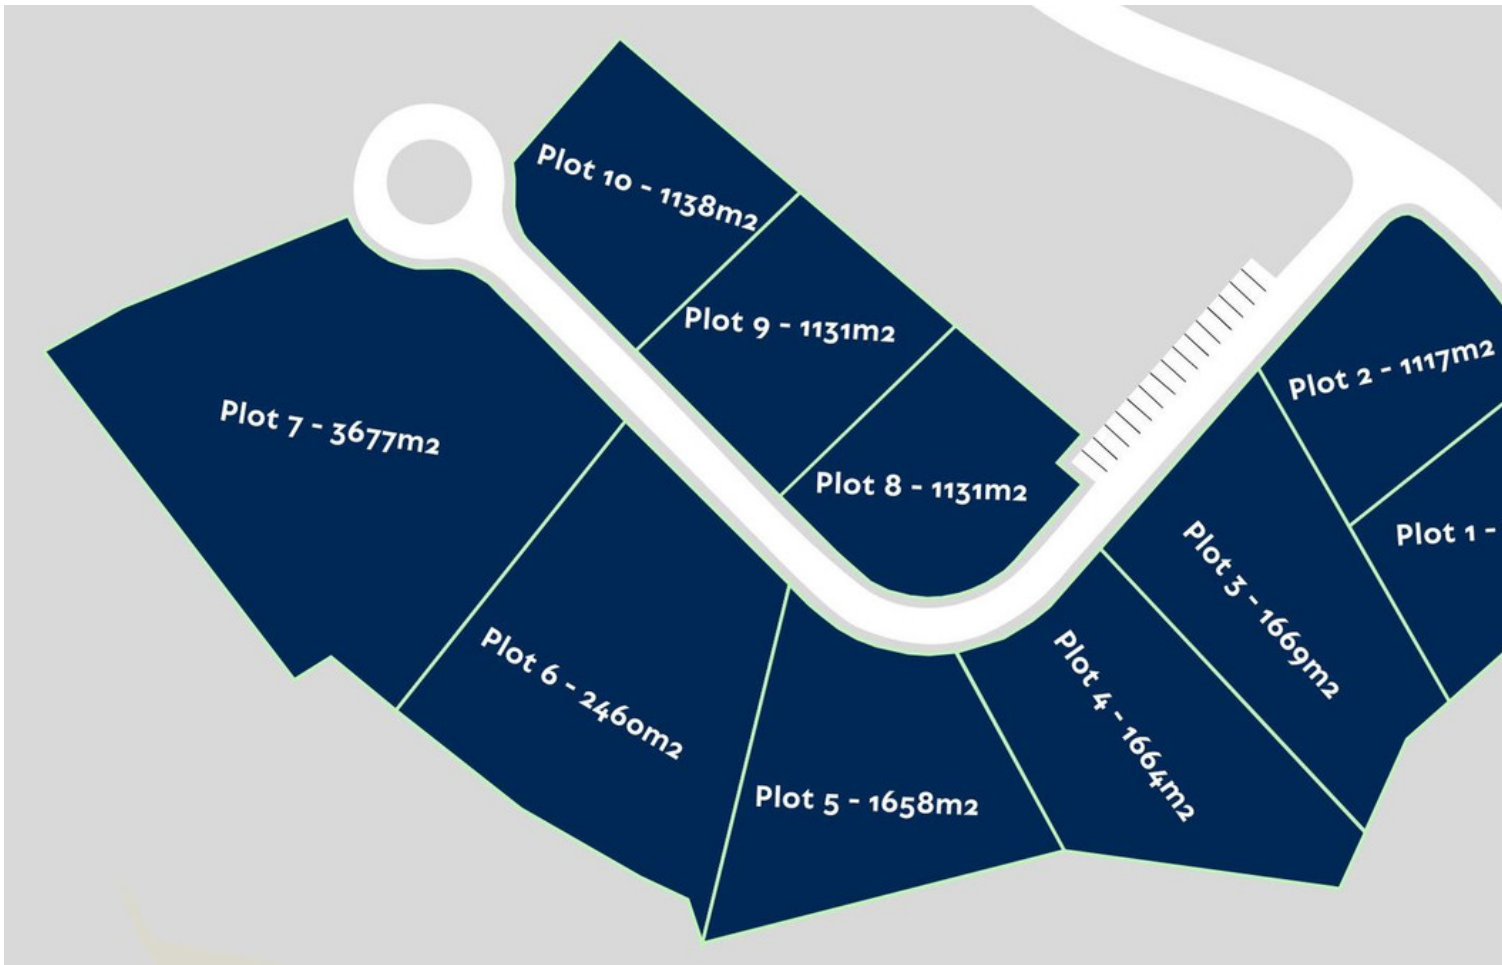 Plot 10 - 1138m2
Plot 9 - 1131m2
Plot 2 - 1117m2
Plot 7 - 3677m2
Plot 8 - 1131m2
Plot 1 -
Plot 3 - 1669m2
Plot 6 - 2460m2
Plot 4 - 1664m2
Plot 5 - 1658m2